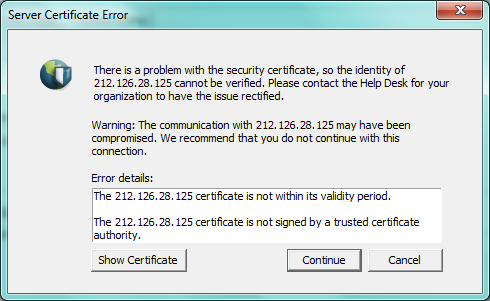 Server Certificate Error
There is a problem with the security certificate, so the identity of
212.126.28.125 cannot be verified. Please contact the Help Desk for your
organization to have the issue rectified.
Warning: The communication with 212.126.28.125 may have been
compromised. We recommend that you do not continue with this
connection.
Error details:
The 212.126.28.125 certificate is not within its validity period.
The 212.126.28.125 certificate is not signed by a trusted certificate
authority.
Show Certificate
Continue
Cancel